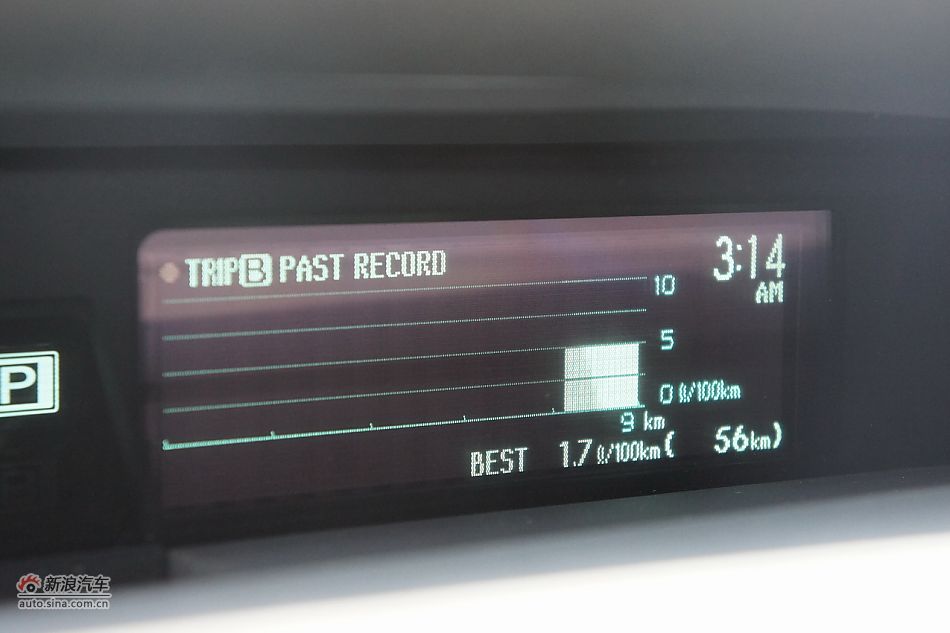 TRIP B PAST RECORD
3:14
AM
10
5
0 ℓ/100km
9 km
BEST 1.7 ℓ/100km ( 56km)
P
新浪汽车
auto.sina.com.cn